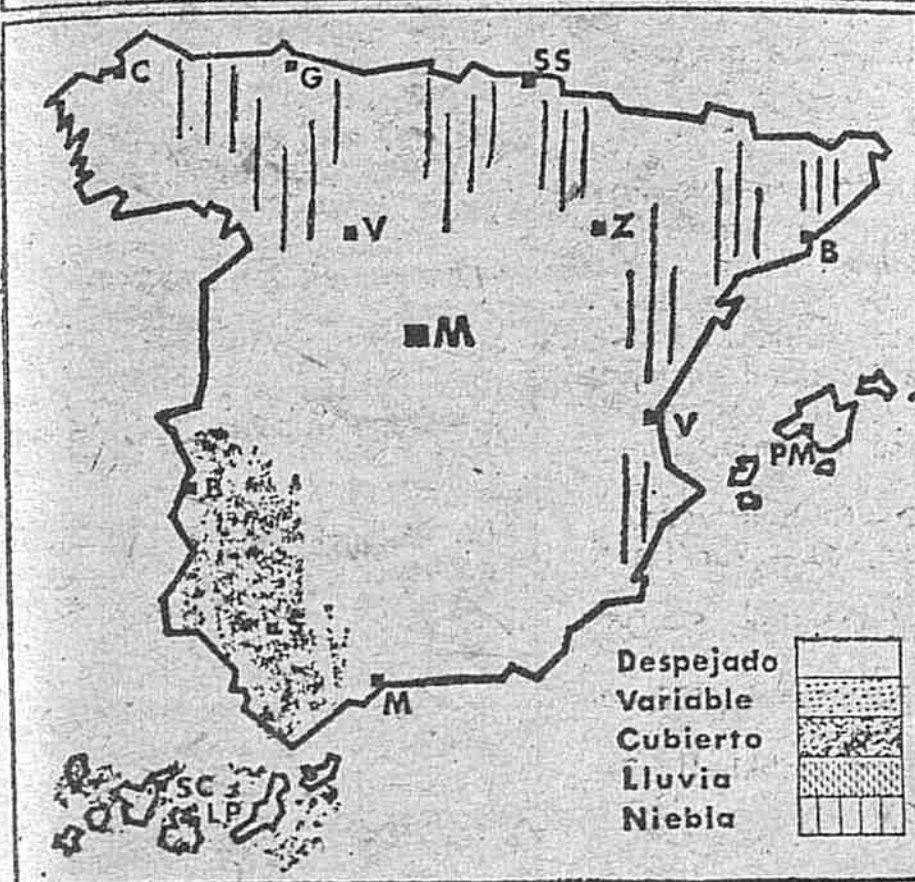 C
G
SS
V
Z
B
M
V
PM
B
M
SC
LP
Despejado
Variable
Cubierto
Lluvia
Niebla